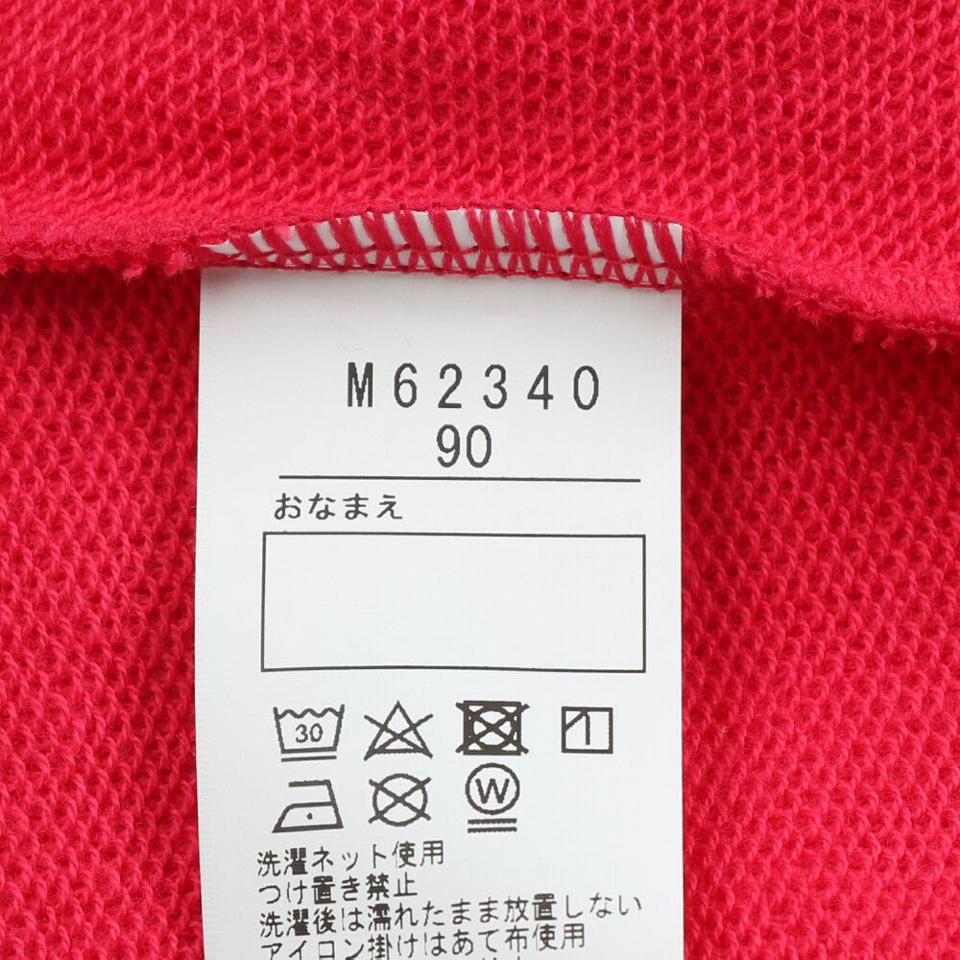 M62340
90
おなまえ
30
W
洗濯ネット使用
つけ置き禁止
洗濯後は濡れたまま放置しない
アイロン掛けはあて布使用